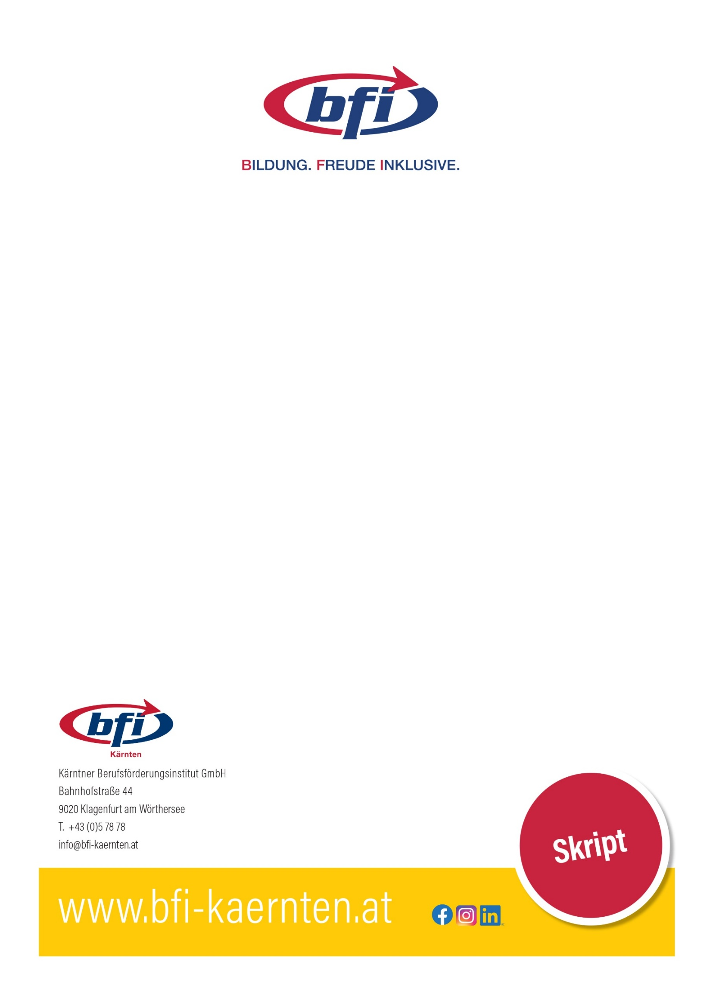 bfi
BILDUNG. FREUDE INKLUSIVE.
bfi
Kärnten
Kärntner Berufsförderungsinstitut GmbH
Bahnhofstraße 44
9020 Klagenfurt am Wörthersee
T. +43 (0)5 78 78
info@bfi-kaernten.at
Skript
www.bfi-kaernten.at
f
in